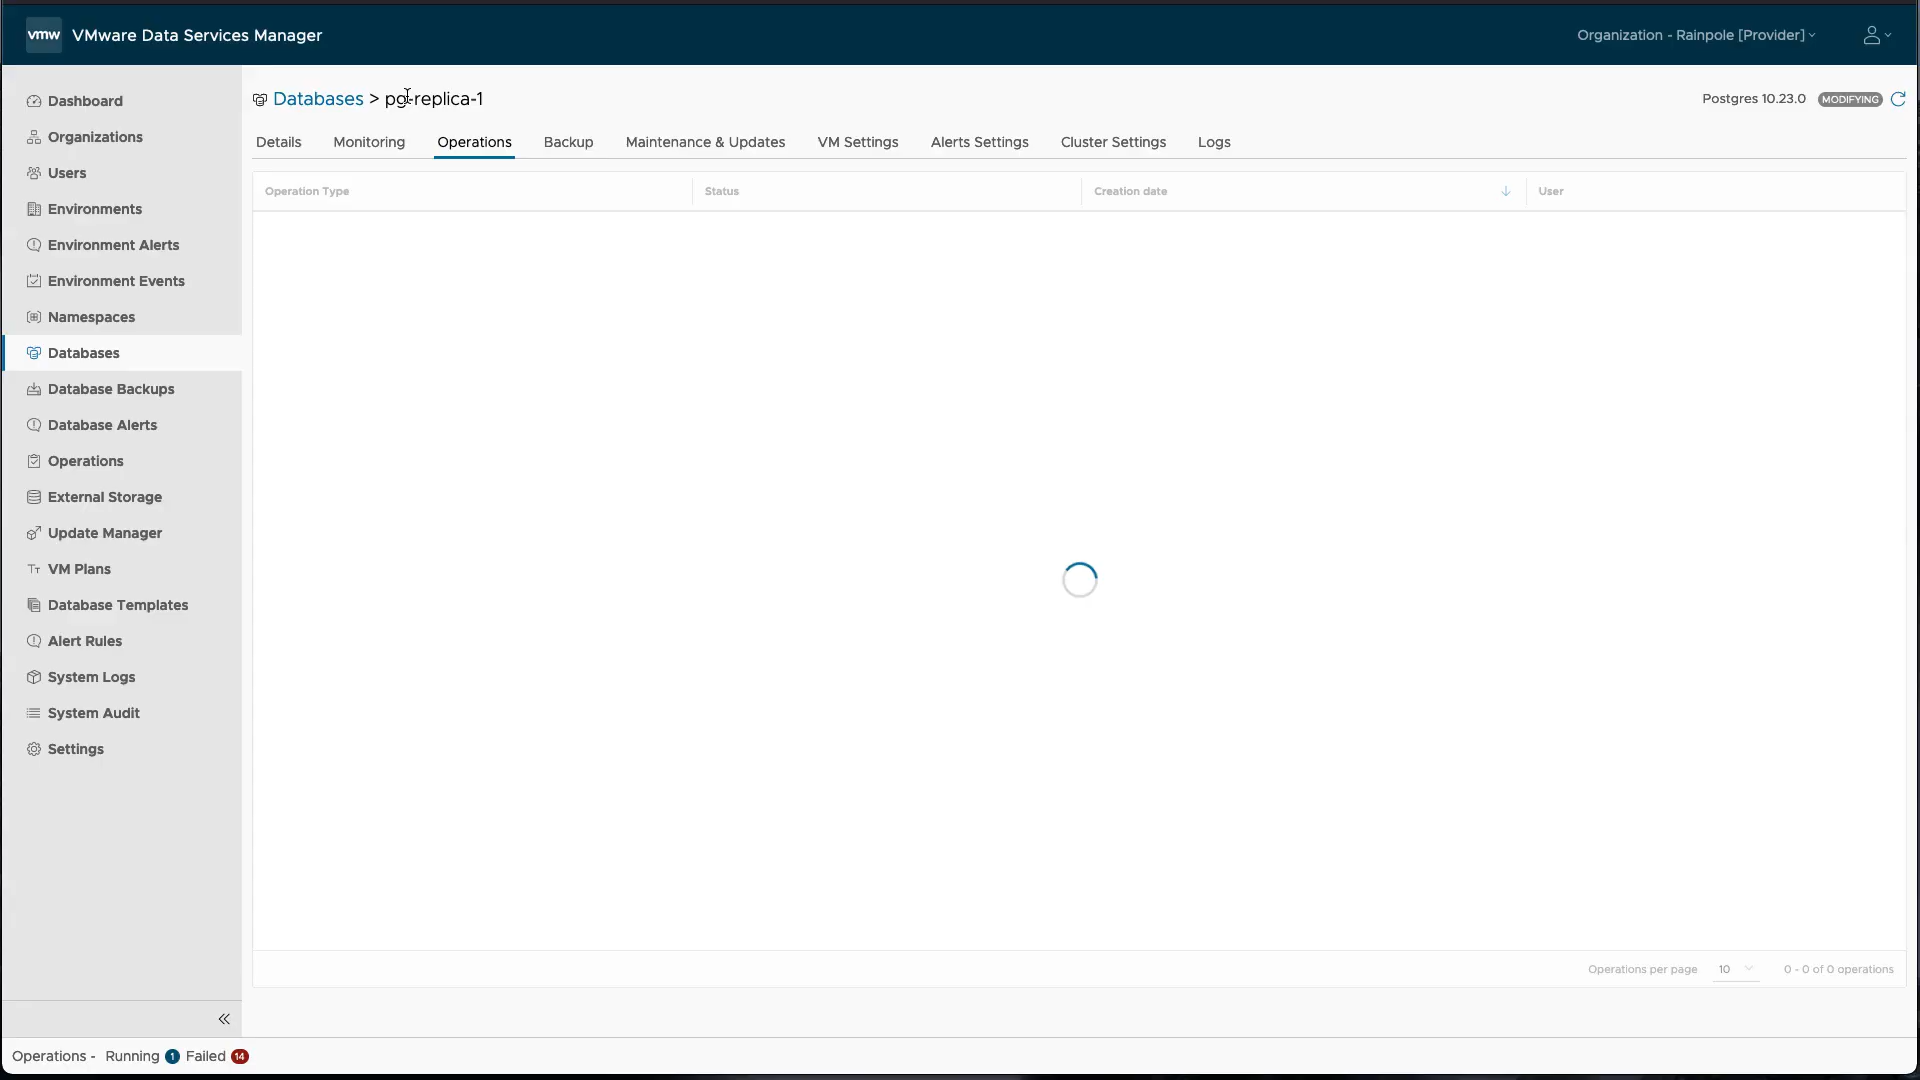 vmw VMware Data Services Manager
Organization - Rainpole [Provider]
Dashboard
Organizations
Users
Environments
Environment Alerts
Environment Events
Namespaces
Databases
Database Backups
Database Alerts
Operations
External Storage
Update Manager
VM Plans
Database Templates
Alert Rules
System Logs
System Audit
Settings
Databases > pg-replica-1
Postgres 10.23.0 MODIFYING
Details Monitoring Operations Backup Maintenance & Updates VM Settings Alerts Settings Cluster Settings Logs
Operation Type Status Creation date User
Operations per page 10 0 - 0 of 0 operations
Operations - Running 1 Failed 14